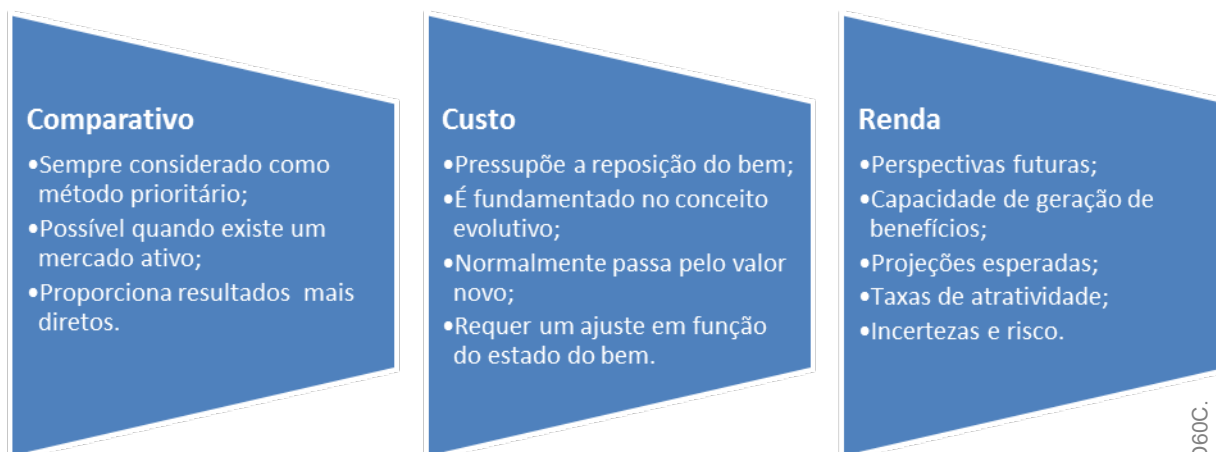 Comparativo
•Sempre considerado como
método prioritário;
•Possível quando existe um
mercado ativo;
•Proporciona resultados mais
diretos.
Custo
•Pressupõe a reposição do bem;
•É fundamentado no conceito
evolutivo;
•Normalmente passa pelo valor
novo;
•Requer um ajuste em função
do estado do bem.
Renda
•Perspectivas futuras;
•Capacidade de geração de
benefícios;
•Projeções esperadas;
•Taxas de atratividade;
•Incertezas e risco.